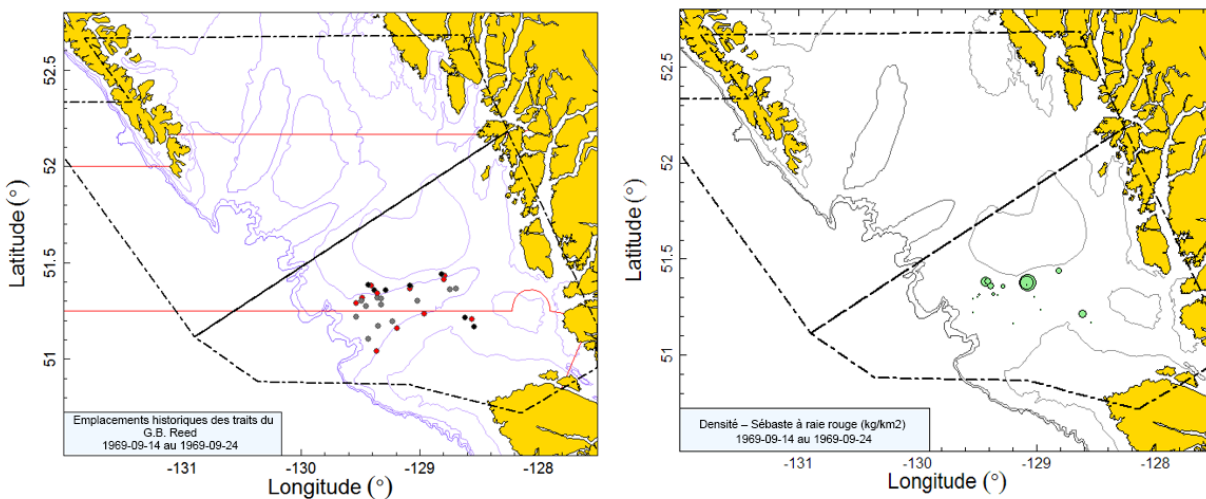 52.5
52
51.5
51
Latitude (°)
Emplacements historiques des traits du
G.B. Reed
1969-09-14 au 1969-09-24
-131
-130
-129
-128
Longitude (°)
52.5
52
51.5
51
Latitude (°)
Densité – Sébaste à raie rouge (kg/km2)
1969-09-14 au 1969-09-24
-131
-130
-129
-128
Longitude (°)